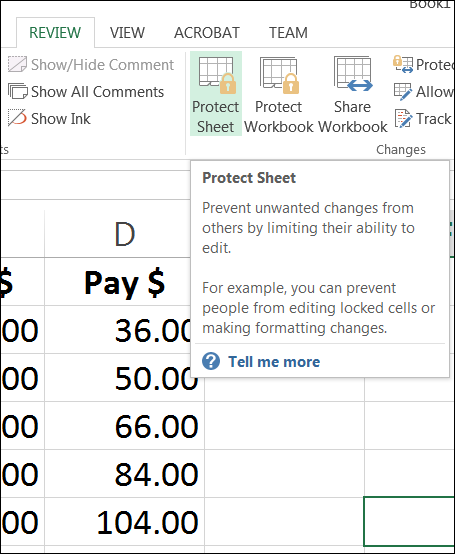 Book1
REVIEW VIEW ACROBAT TEAM
Show/Hide Comment
Show All Comments
Show Ink
Protect Sheet
Protect Workbook
Share Workbook
Allow
Track
Changes
Protect Sheet
Prevent unwanted changes from
others by limiting their ability to
edit.
For example, you can prevent
people from editing locked cells or
making formatting changes.
Tell me more
D
$ Pay $
00 36.00
00 50.00
00 66.00
00 84.00
00 104.00